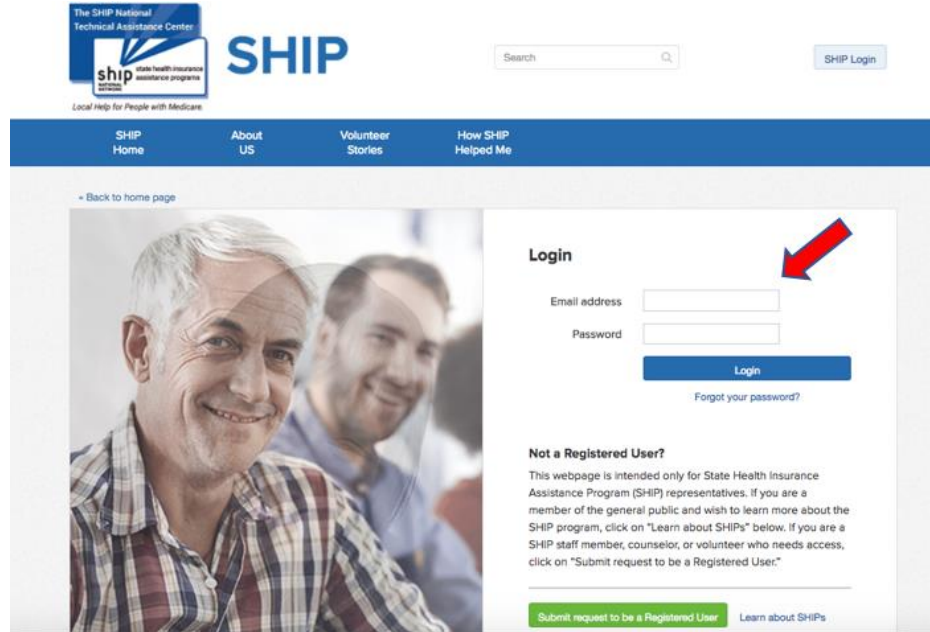 The SHIP National
Technical Assistance Center
ship
state health insurance
assistance programs
NATIONAL
NETWORK
Local Help for People with Medicare
SHIP
Search
SHIP Login
SHIP
Home
About
US
Volunteer
Stories
How SHIP
Helped Me
« Back to home page
Login
Email address
Password
Login
Forgot your password?
Not a Registered User?
This webpage is intended only for State Health Insurance
Assistance Program (SHIP) representatives. If you are a
member of the general public and wish to learn more about the
SHIP program, click on "Learn about SHIPs" below. If you are a
SHIP staff member, counselor, or volunteer who needs access,
click on "Submit request to be a Registered User."
Submit request to be a Registered User
Learn about SHIPs